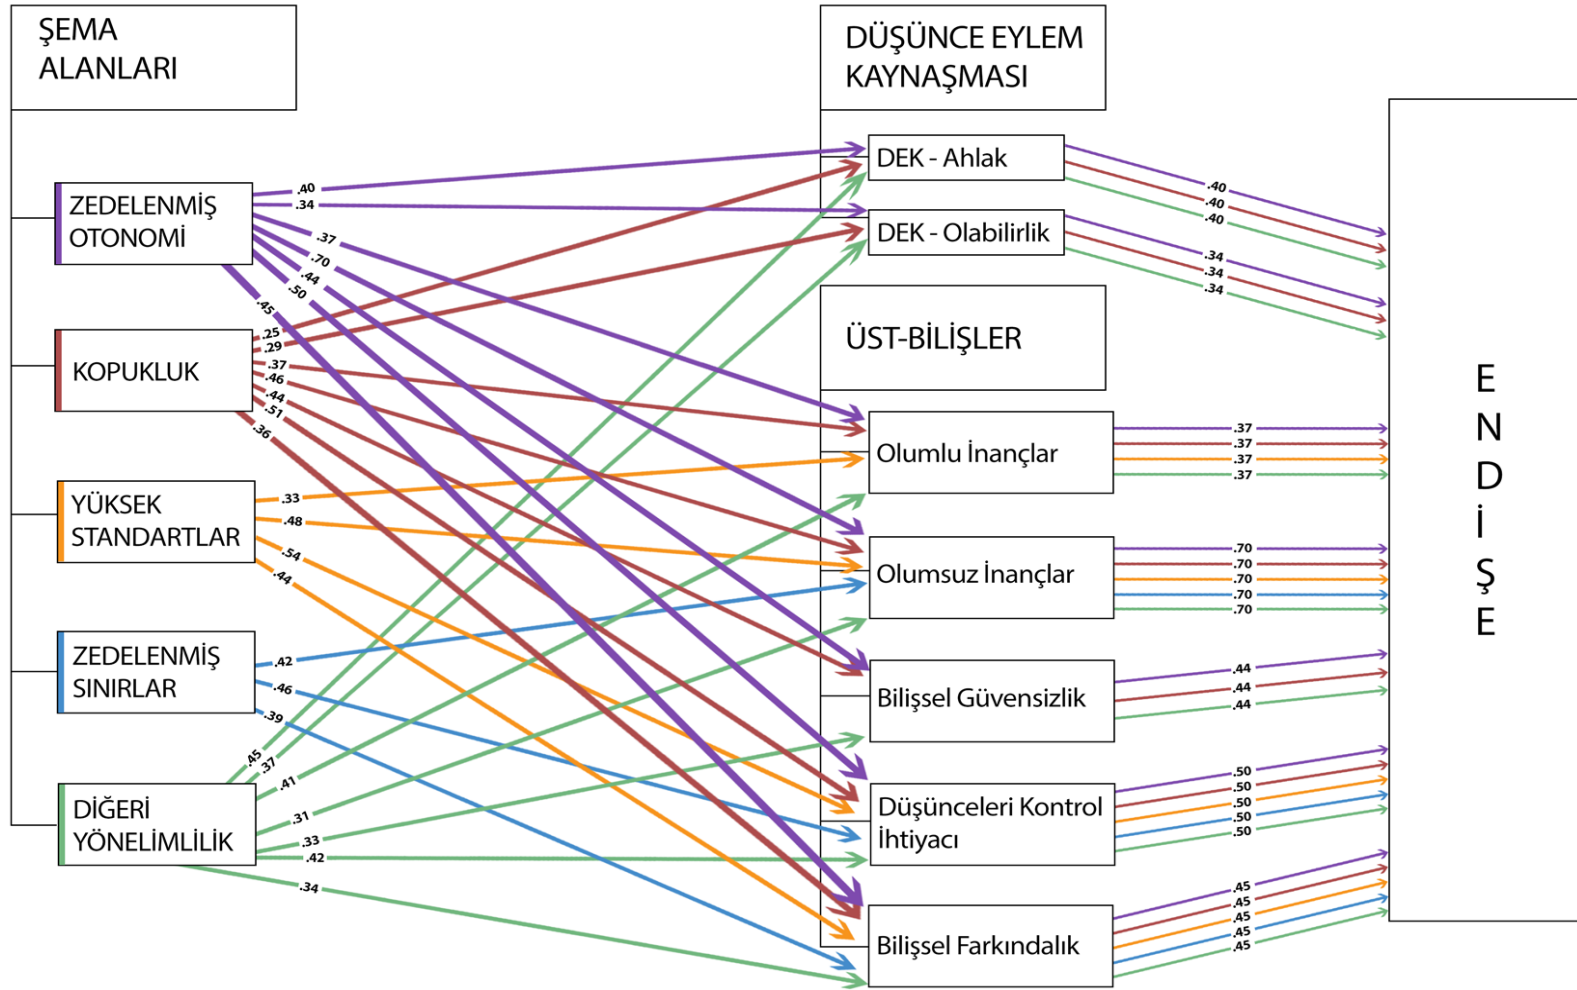 ŞEMA
ALANLARI
ZEDELENMİŞ
OTONOMİ
KOPUKLUK
YÜKSEK
STANDARTLAR
ZEDELENMİŞ
SINIRLAR
DİĞERİ
YÖNELİMLİLİK
.40
.34
.37
.70
.44
.50
.45
.25
.29
.37
.46
.44
.51
.36
.33
.48
.54
.44
.42
.46
.39
.45
.37
.41
.31
.33
.42
.34
DÜŞÜNCE EYLEM
KAYNAŞMASI
DEK - Ahlak
DEK - Olabilirlik
ÜST-BİLİŞLER
Olumlu İnançlar
Olumsuz İnançlar
Bilişsel Güvensizlik
Düşünceleri Kontrol
İhtiyacı
Bilişsel Farkındalık
.40
.40
.40
.34
.34
.34
.37
.37
.37
.37
.70
.70
.70
.70
.70
.44
.44
.44
.50
.50
.50
.50
.50
.45
.45
.45
.45
.45
E
N
D
İ
Ş
E